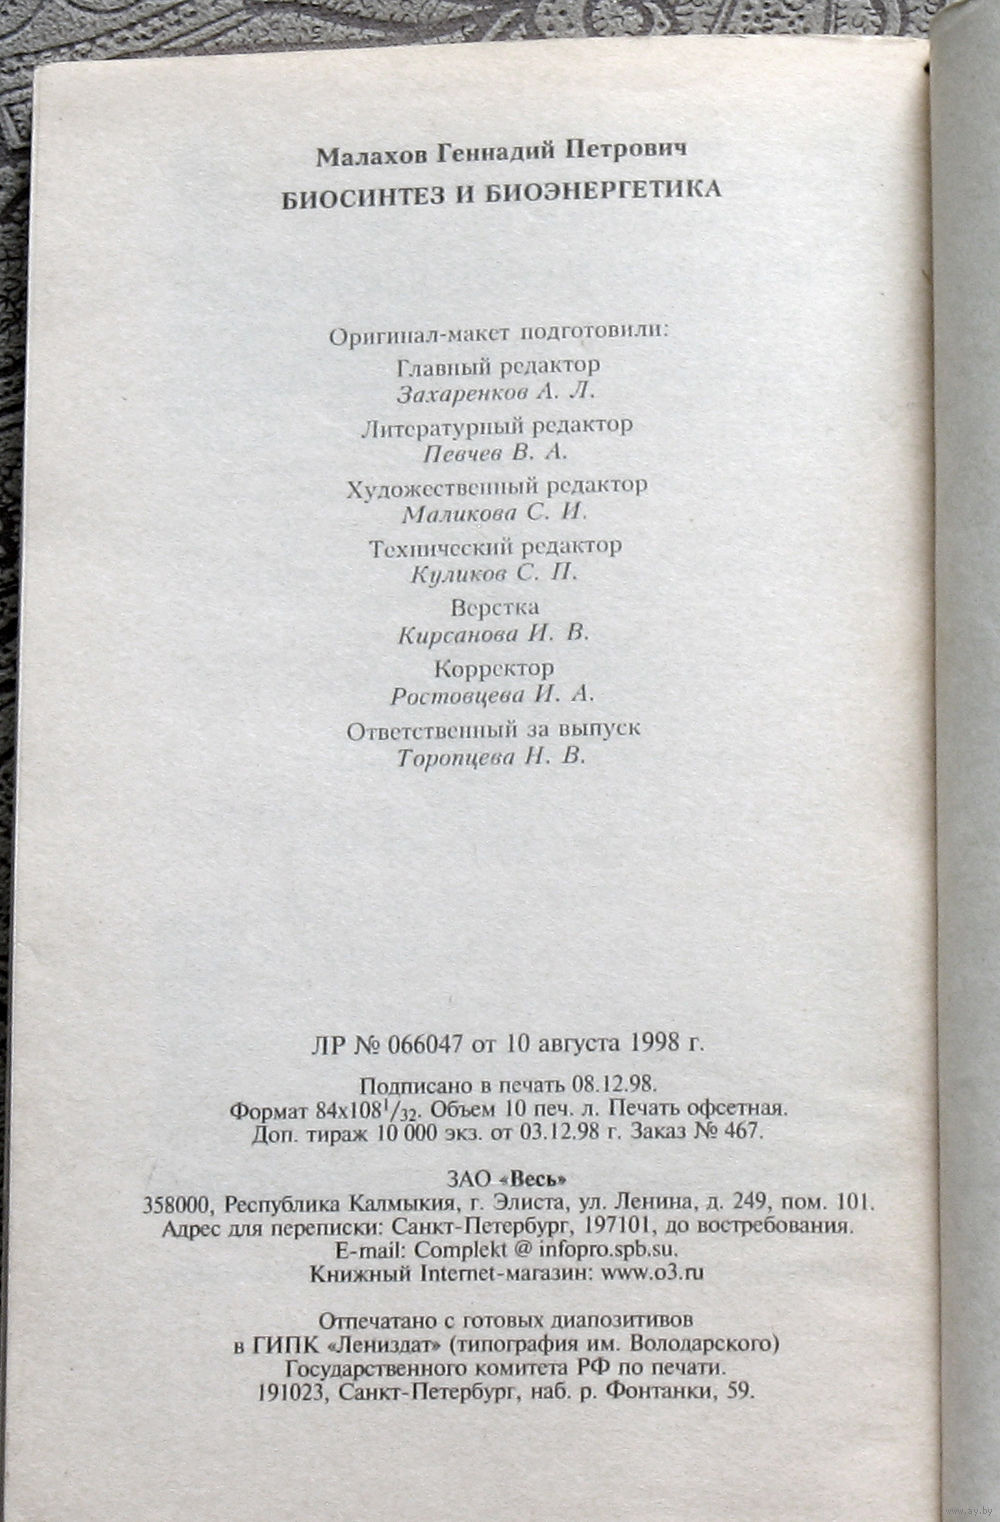 Малахов Геннадий Петрович
БИОСИНТЕЗ И БИОЭНЕРГЕТИКА
Оригинал-макет подготовили:
Главный редактор
Захаренков А. Л.
Литературный редактор
Певчев В. А.
Художественный редактор
Маликова С. И.
Технический редактор
Куликов С. П.
Верстка
Кирсанова И. В.
Корректор
Ростовцева И. А.
Ответственный за выпуск
Торопцева Н. В.
ЛР № 066047 от 10 августа 1998 г.
Подписано в печать 08.12.98.
Формат 84х108¹/₃₂. Объем 10 печ. л. Печать офсетная.
Доп. тираж 10 000 экз. от 03.12.98 г. Заказ № 467.
ЗАО «Весь»
358000, Республика Калмыкия, г. Элиста, ул. Ленина, д. 249, пом. 101.
Адрес для переписки: Санкт-Петербург, 197101, до востребования.
E-mail: Complekt @ infopro.spb.su.
Книжный Internet-магазин: www.o3.ru
Отпечатано с готовых диапозитивов
в ГИПК «Лениздат» (типография им. Володарского)
Государственного комитета РФ по печати.
191023, Санкт-Петербург, наб. р. Фонтанки, 59.
www.ay.by